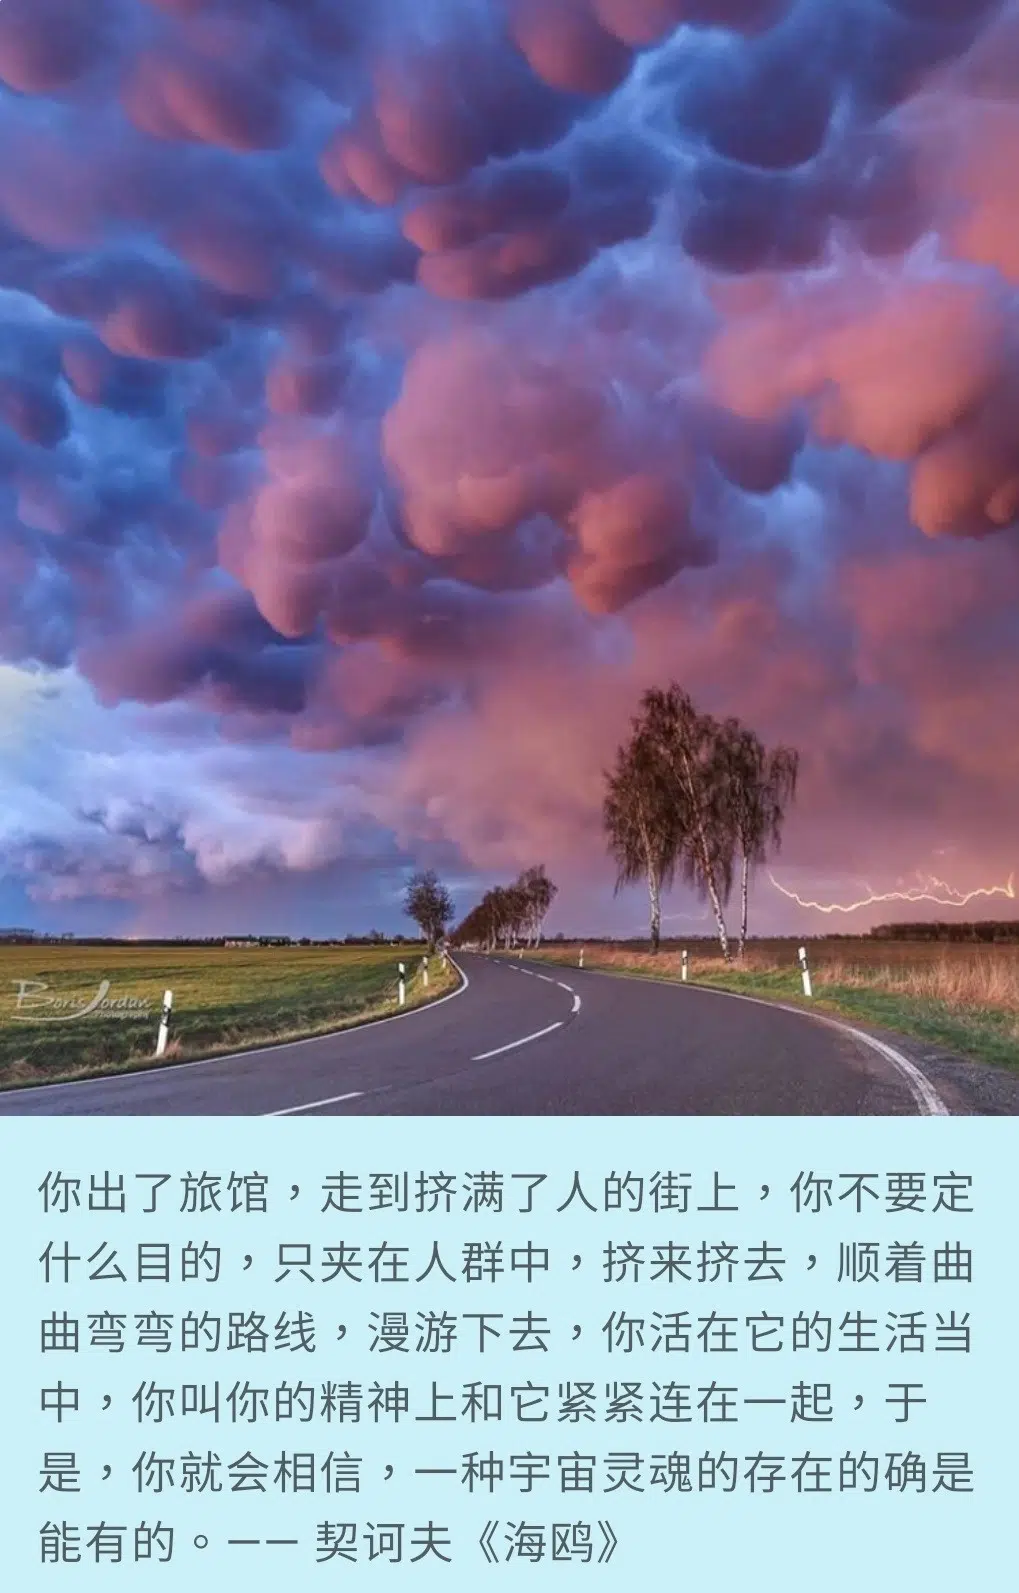 Boris Jordan
Photography
你出了旅馆，走到挤满了人的街上，你不要定
什么目的，只夹在人群中，挤来挤去，顺着曲
曲弯弯的路线，漫游下去，你活在它的生活当
中，你叫你的精神上和它紧紧连在一起，于
是，你就会相信，一种宇宙灵魂的存在的确是
能有的。—— 契诃夫《海鸥》